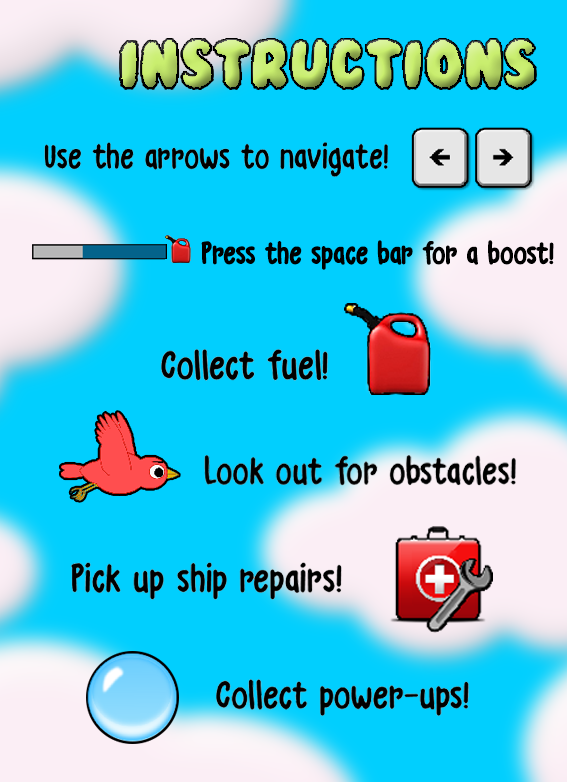 INSTRUCTIONS
Use the arrows to navigate!
Press the space bar for a boost!
Collect fuel!
Look out for obstacles!
Pick up ship repairs!
Collect power-ups!